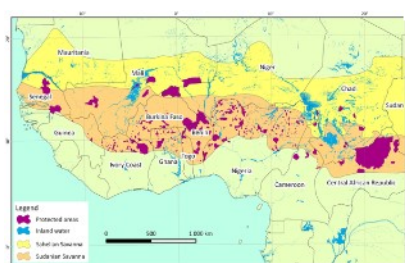 Mauritania
Niger
Mali
Chad
Senegal
Sudan
Burkina Faso
Benin
Guinea
Togo
Ivory Coast
Ghana
Nigeria
Central African Republic
Cameroon
Legend
Protected areas
Inland water
Sahelian Savanna
Sudanian Savanna
0 500 1.000 km